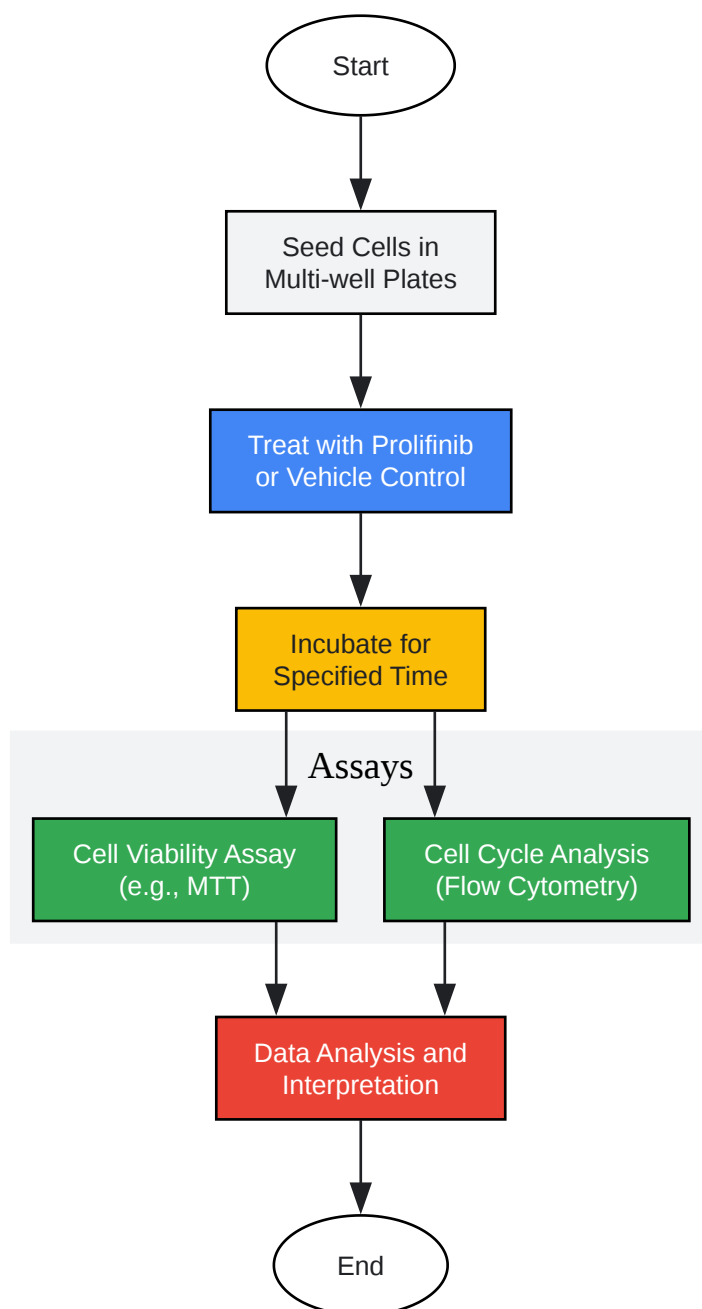 Start
Seed Cells in
Multi-well Plates
Treat with Prolifinib
or Vehicle Control
Incubate for
Specified Time
Assays
Cell Viability Assay
(e.g., MTT)
Cell Cycle Analysis
(Flow Cytometry)
Data Analysis and
Interpretation
End